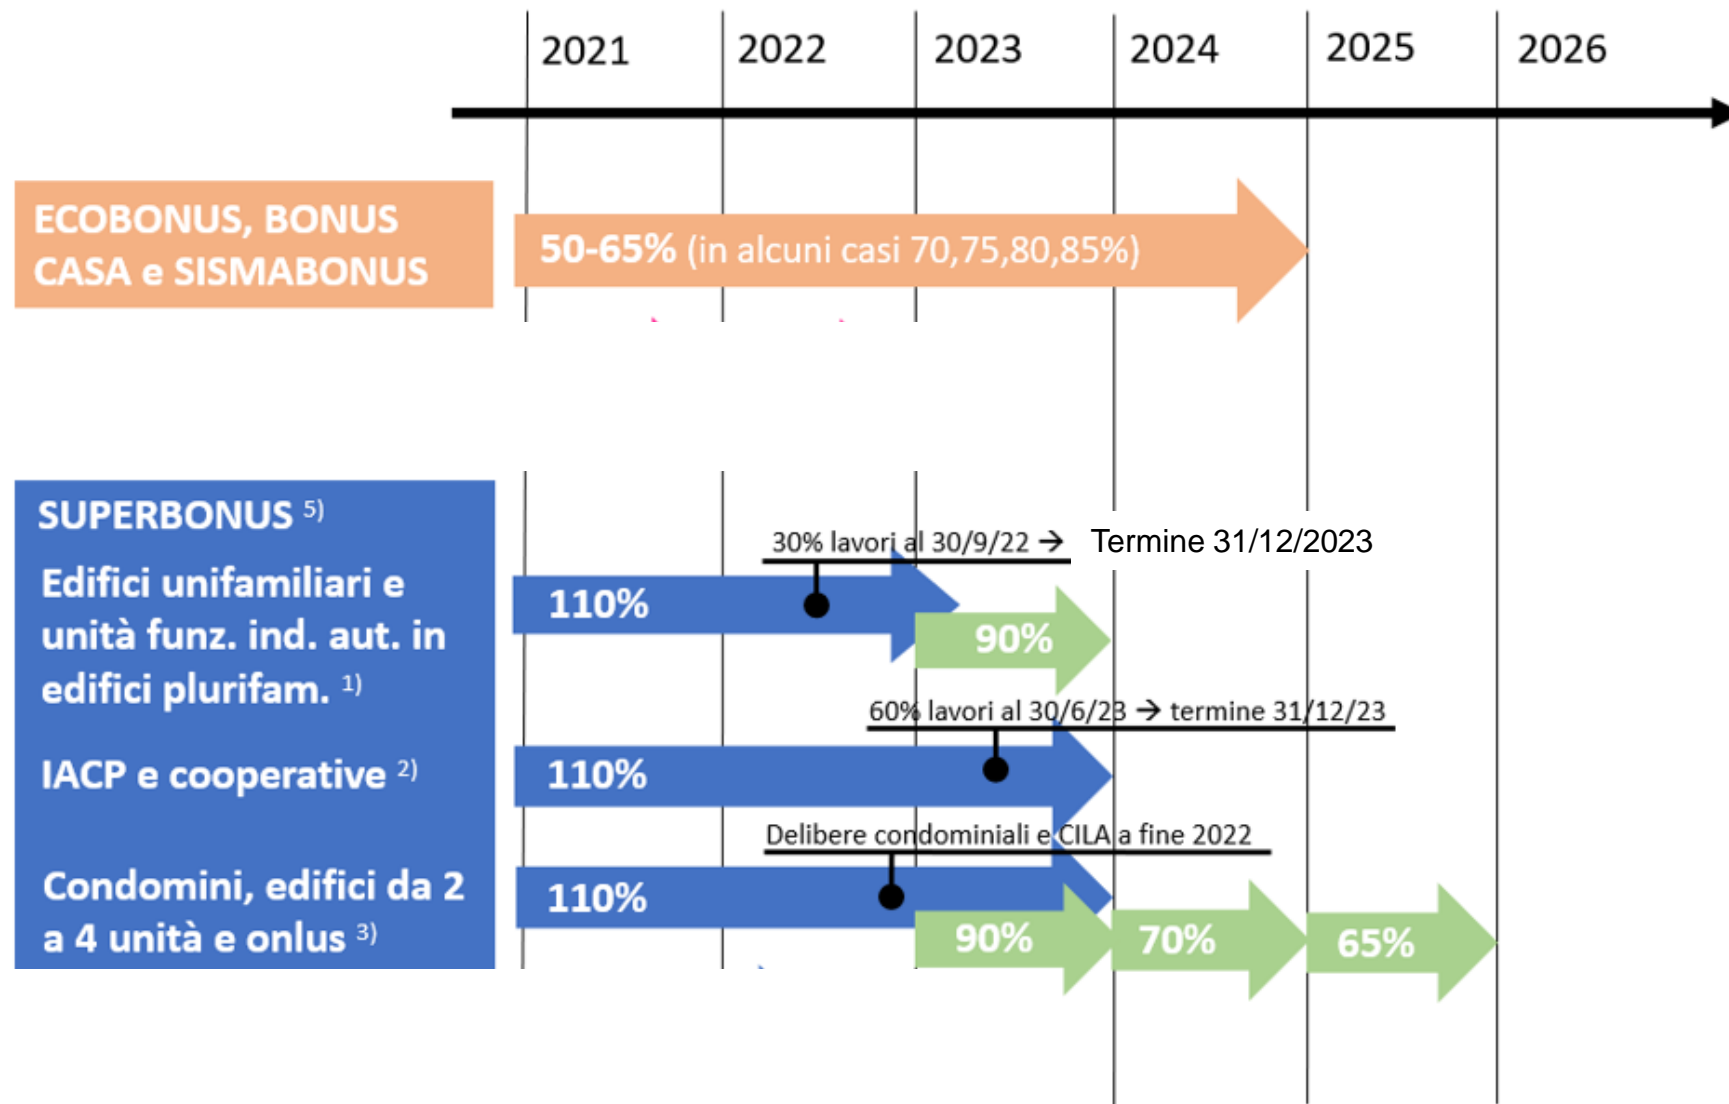 2021 2022 2023 2024 2025 2026
ECOBONUS, BONUS
CASA e SISMABONUS
50-65% (in alcuni casi 70,75,80,85%)
SUPERBONUS 5)
30% lavori al 30/9/22 → Termine 31/12/2023
Edifici unifamiliari e
unità funz. ind. aut. in
edifici plurifam. 1)
110%
90%
60% lavori al 30/6/23 → termine 31/12/23
IACP e cooperative 2)
110%
Delibere condominiali e CILA a fine 2022
Condomini, edifici da 2
a 4 unità e onlus 3)
110%
90% 70% 65%